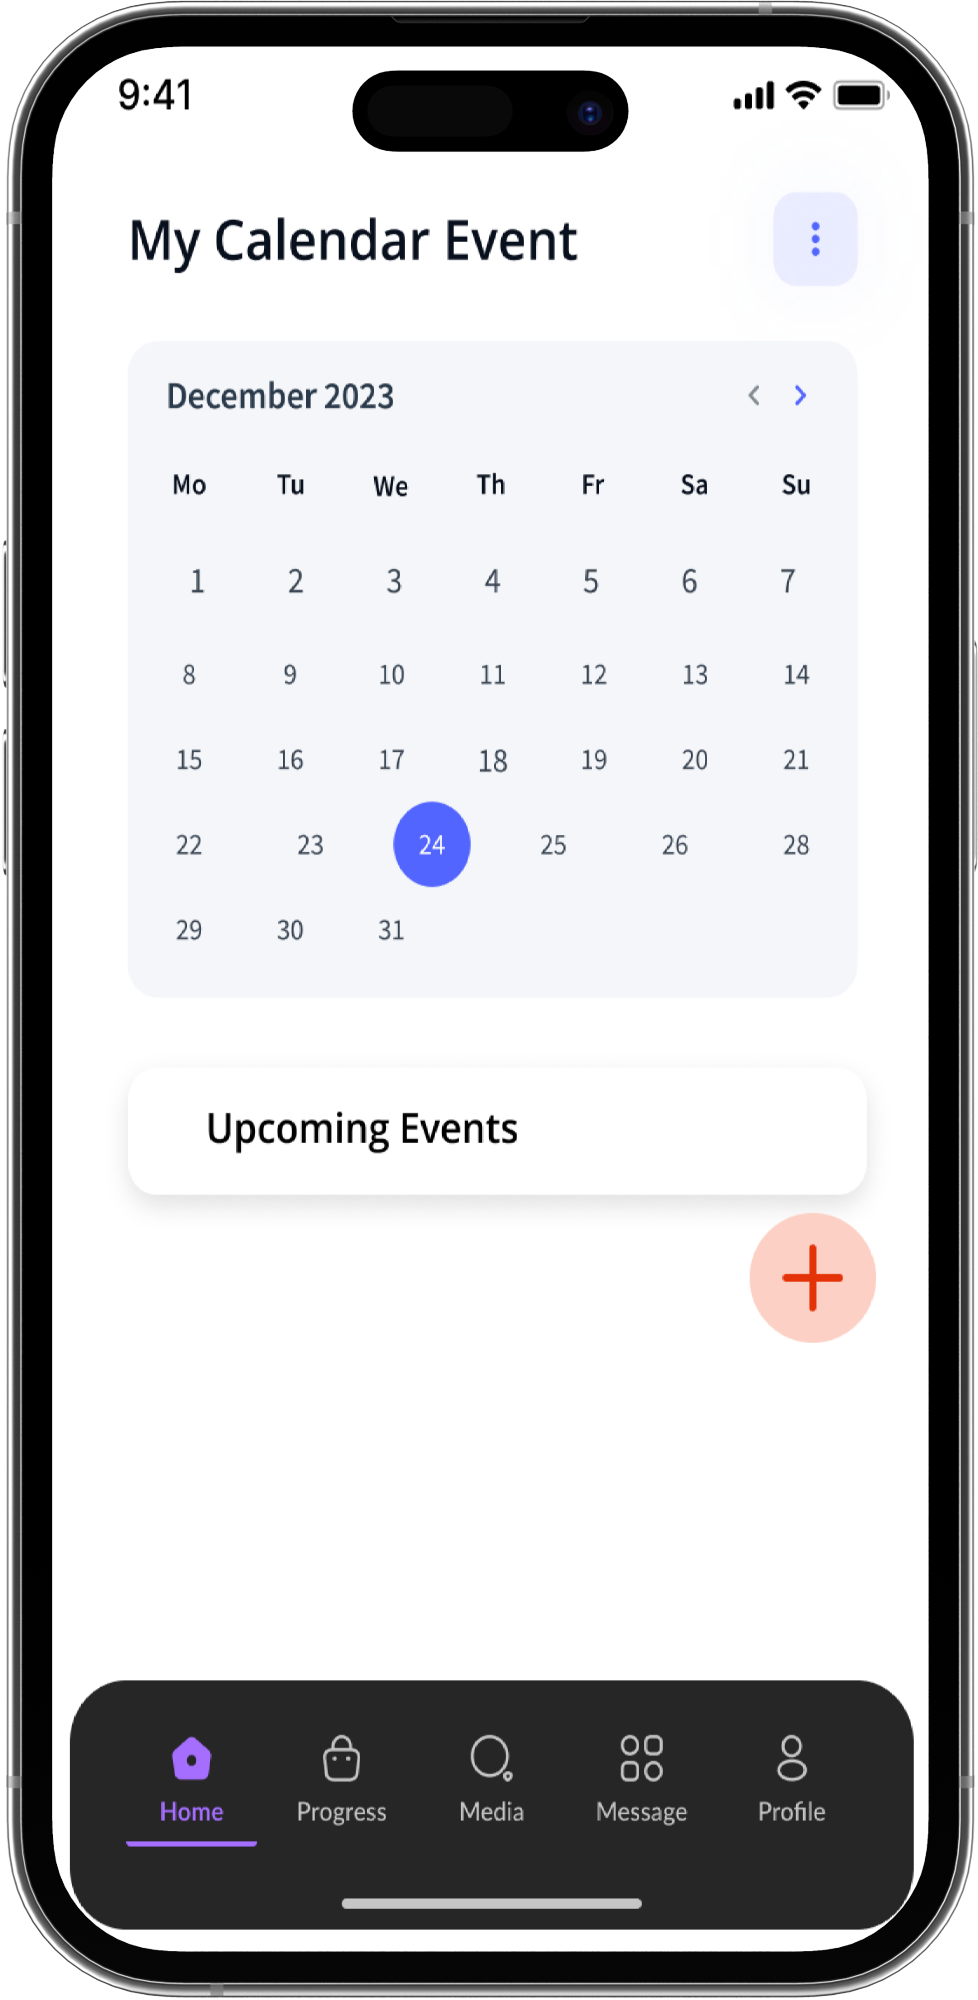 9:41
My Calendar Event
December 2023
Mo Tu We Th Fr Sa Su
1 2 3 4 5 6 7
8 9 10 11 12 13 14
15 16 17 18 19 20 21
22 23 24 25 26 28
29 30 31
Upcoming Events
Home Progress Media Message Profile